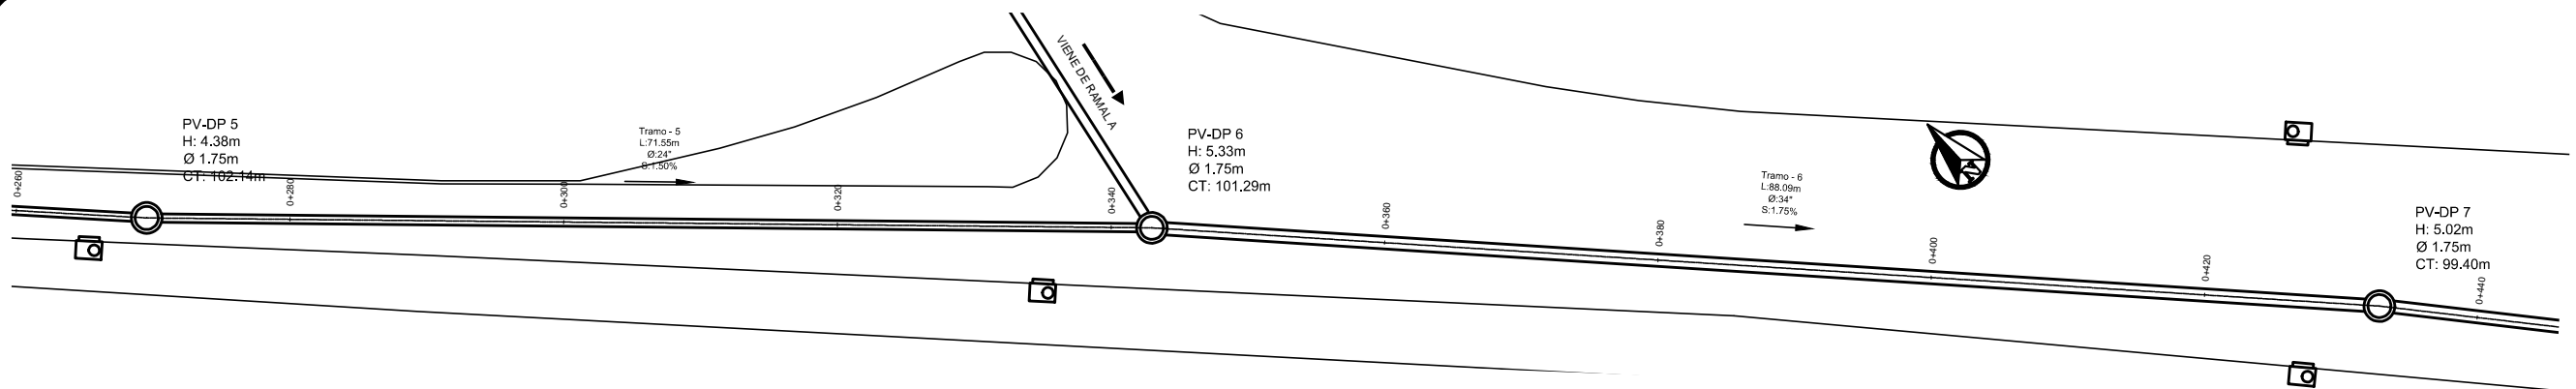 VIENE DE RAMAL A
PV-DP 5
H: 4.38m
Ø 1.75m
CT: 102.14m
Tramo - 5
L:71.55m
Ø:24"
S:1.50%
PV-DP 6
H: 5.33m
Ø 1.75m
CT: 101.29m
Tramo - 6
L:88.09m
Ø:34"
S:1.75%
PV-DP 7
H: 5.02m
Ø 1.75m
CT: 99.40m
0+260
0+280
0+300
0+320
0+340
0+360
0+380
0+400
0+420
0+440